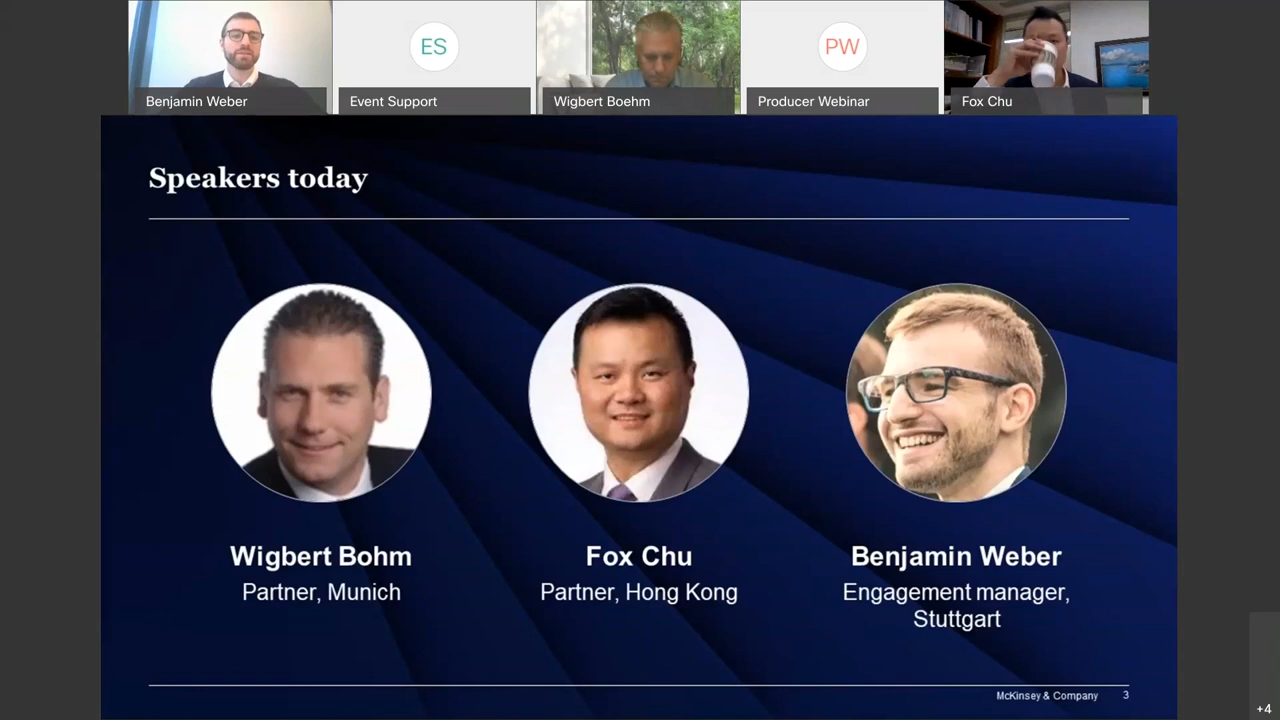 ES
PW
Benjamin Weber
Event Support
Wigbert Boehm
Producer Webinar
Fox Chu
Speakers today
Wigbert Bohm
Partner, Munich
Fox Chu
Partner, Hong Kong
Benjamin Weber
Engagement manager,
Stuttgart
McKinsey & Company 3
+4